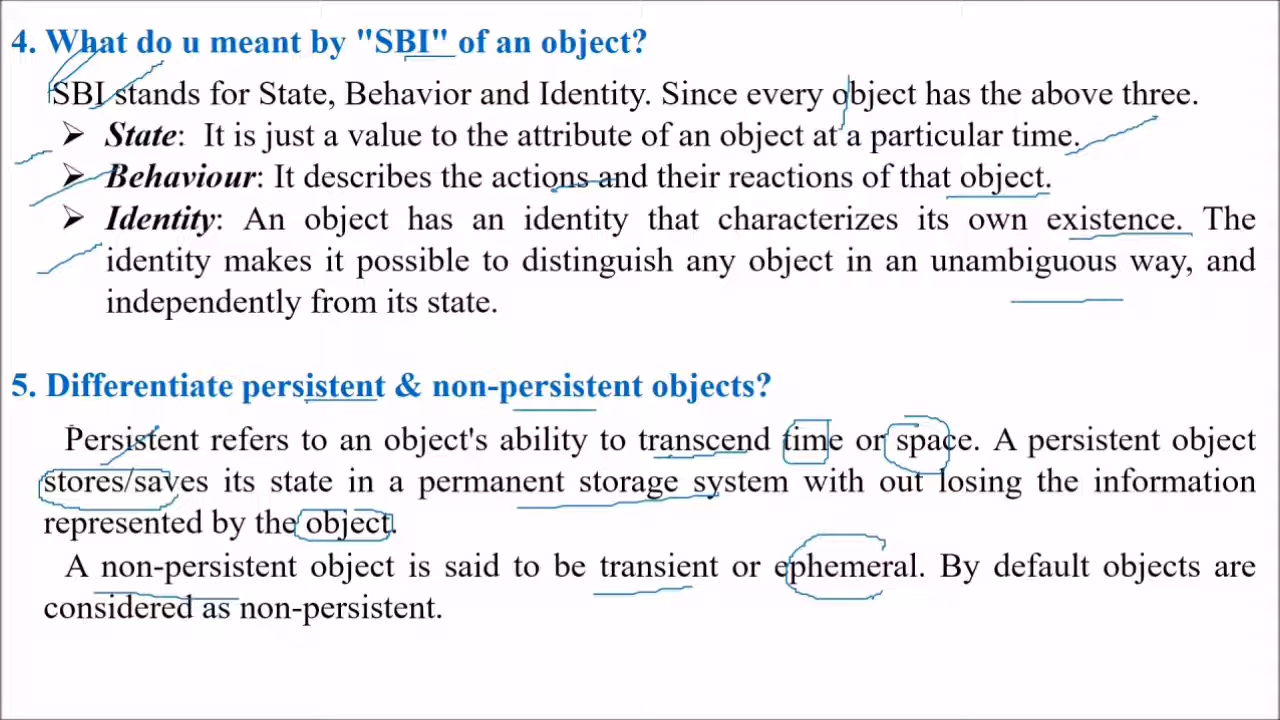 4. What do u meant by "SBI" of an object?
SBI stands for State, Behavior and Identity. Since every object has the above three.
➢ State: It is just a value to the attribute of an object at a particular time.
➢ Behaviour: It describes the actions and their reactions of that object.
➢ Identity: An object has an identity that characterizes its own existence. The
identity makes it possible to distinguish any object in an unambiguous way, and
independently from its state.
5. Differentiate persistent & non-persistent objects?
Persistent refers to an object's ability to transcend time or space. A persistent object
stores/saves its state in a permanent storage system with out losing the information
represented by the object.
A non-persistent object is said to be transient or ephemeral. By default objects are
considered as non-persistent.